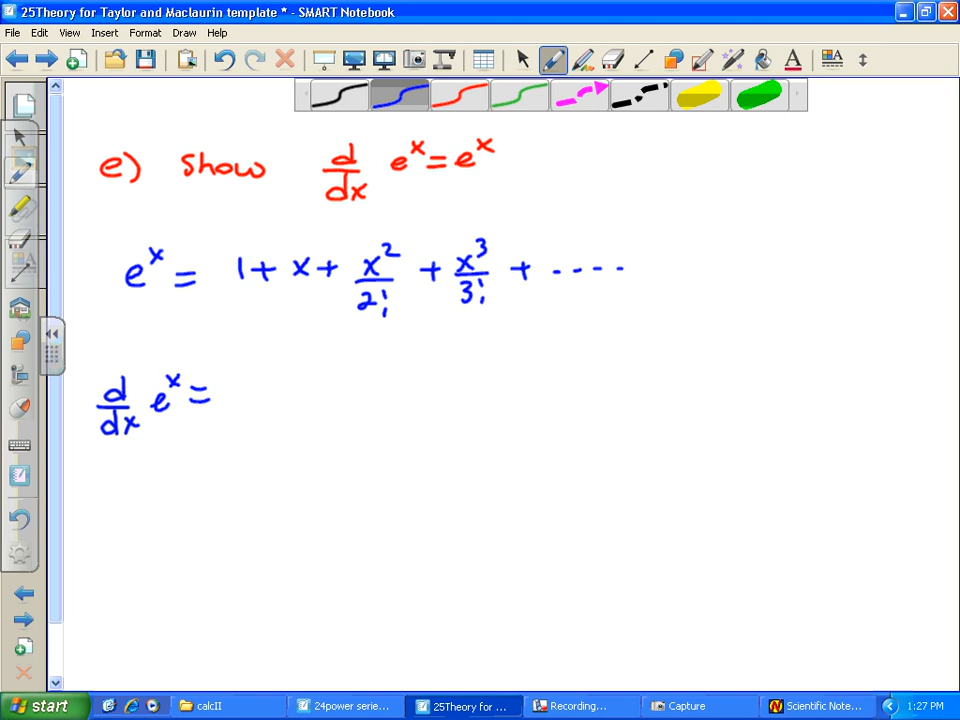 25Theory for Taylor and Maclaurin template * - SMART Notebook
File Edit View Insert Format Draw Help
e) Show d/dx e^x = e^x
e^x = 1 + x + x^2/2! + x^3/3! + ----
d/dx e^x =
start calcII 24power serie... 25Theory for ... Recording... Capture Scientific Note... 1:27 PM